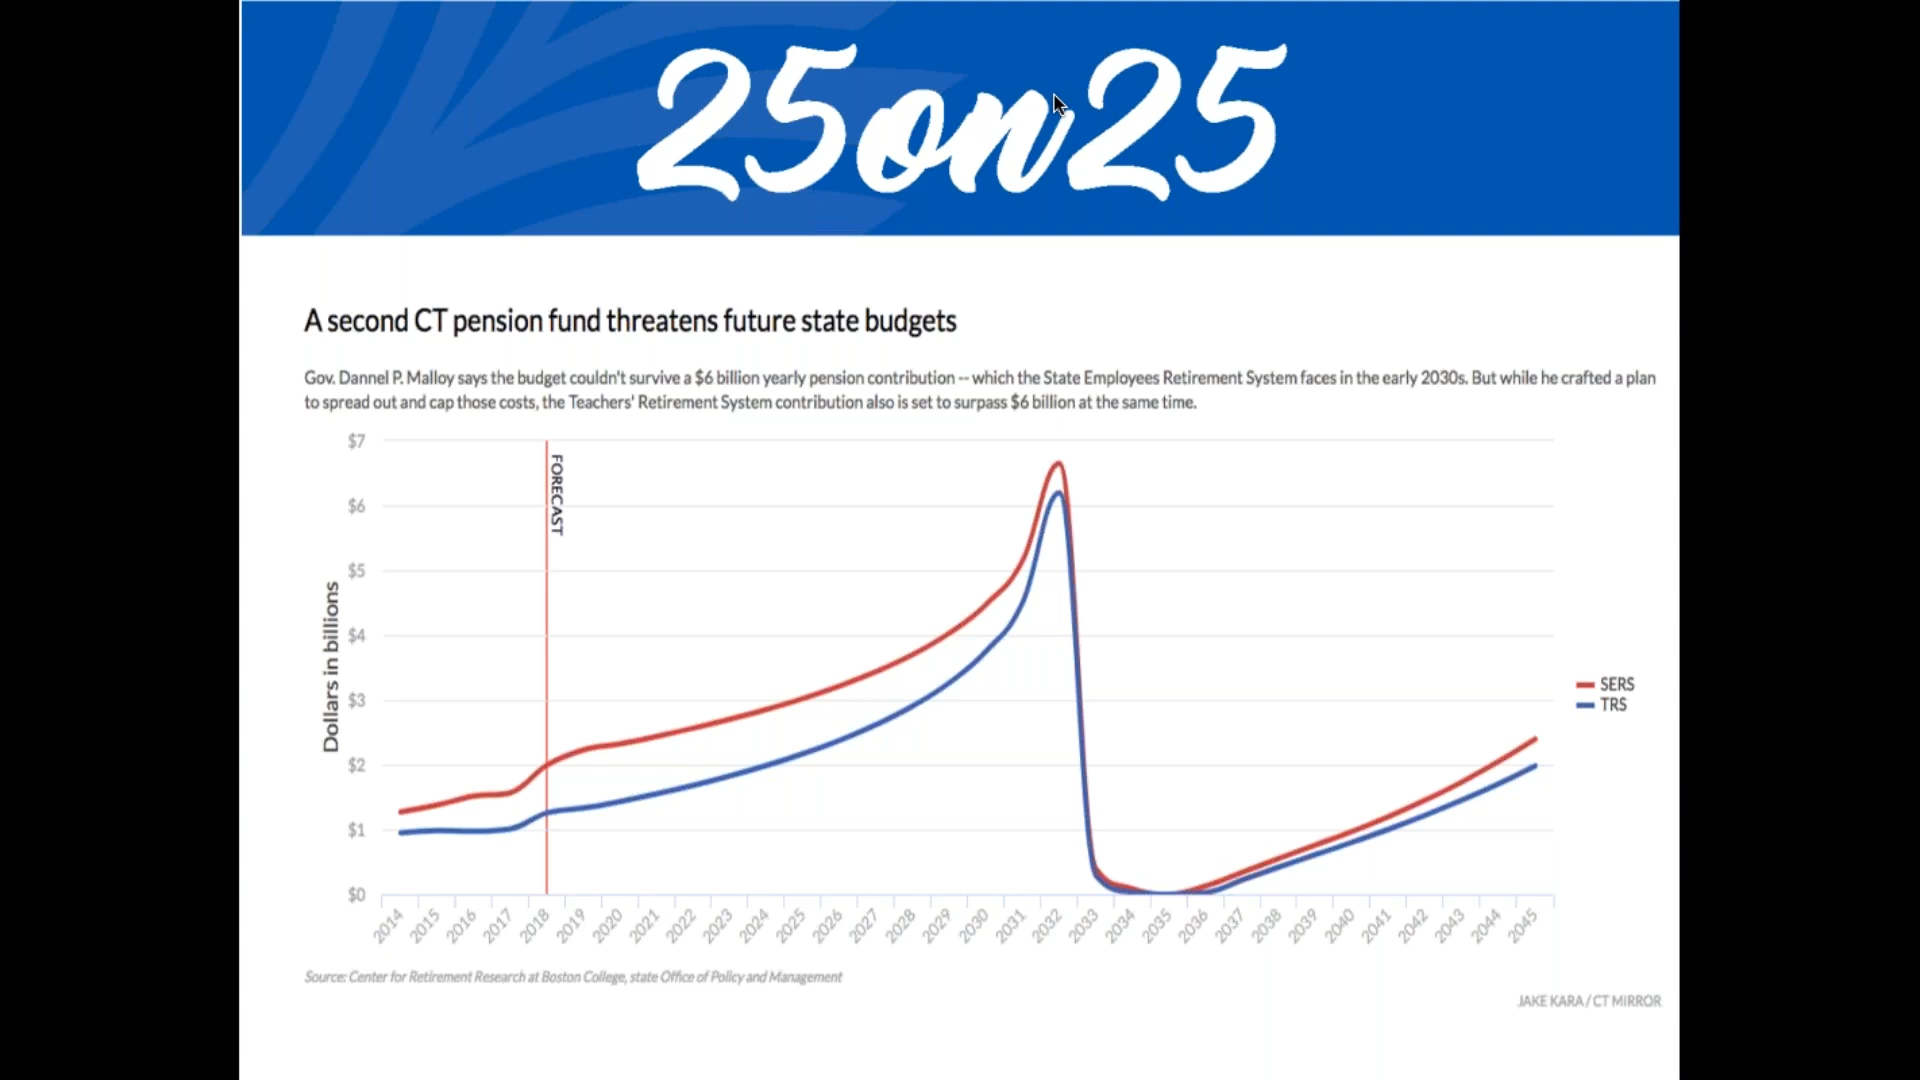 25on25
A second CT pension fund threatens future state budgets
Gov. Dannel P. Malloy says the budget couldn't survive a $6 billion yearly pension contribution -- which the State Employees Retirement System faces in the early 2030s. But while he crafted a plan
to spread out and cap those costs, the Teachers' Retirement System contribution also is set to surpass $6 billion at the same time.
$7
$6
$5
$4
$3
$2
$1
$0
Dollars in billions
FORECAST
SERS
TRS
2014 2015 2016 2017 2018 2019 2020 2021 2022 2023 2024 2025 2026 2027 2028 2029 2030 2031 2032 2033 2034 2035 2036 2037 2038 2039 2040 2041 2042 2043 2044 2045
Source: Center for Retirement Research at Boston College, state Office of Policy and Management
JAKE KARA / CT MIRROR